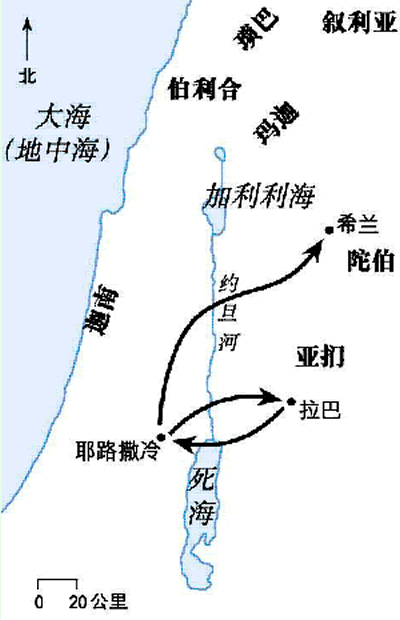 叙利亚
琐巴
北
伯利合
大海
(地中海)
玛迦
加利利海
希兰
陀伯
约旦河
迦南
亚扪
拉巴
耶路撒冷
死海
0 20公里